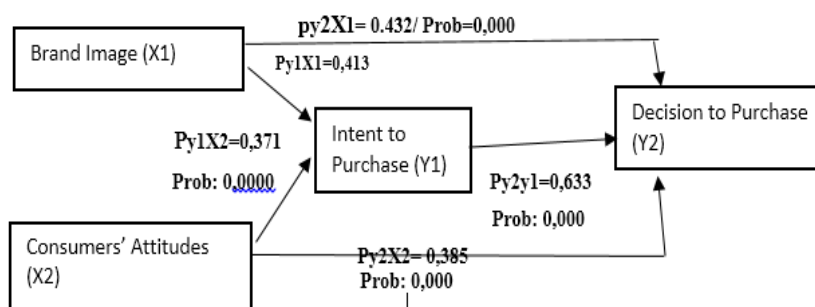 py2X1= 0.432/ Prob=0,000
Brand Image (X1)
Py1X1=0,413
Decision to Purchase
(Y2)
Intent to
Purchase (Y1)
Py1X2=0,371
Prob: 0,0000
Py2y1=0,633
Prob: 0,000
Consumers’ Attitudes
(X2)
Py2X2= 0,385
Prob: 0,000